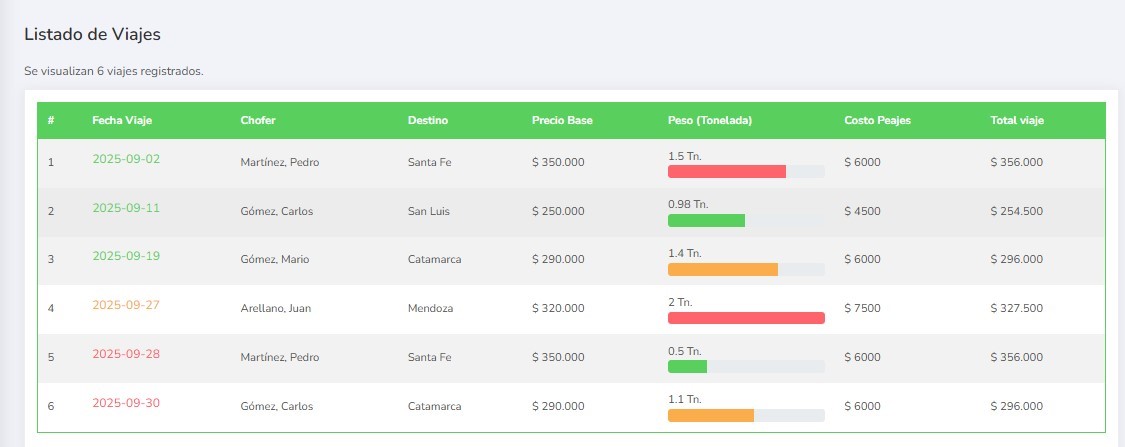 Listado de Viajes
Se visualizan 6 viajes registrados.
# Fecha Viaje Chofer Destino Precio Base Peso (Tonelada) Costo Peajes Total viaje
1 2025-09-02 Martínez, Pedro Santa Fe $ 350.000 1.5 Tn. $ 6000 $ 356.000
2 2025-09-11 Gómez, Carlos San Luis $ 250.000 0.98 Tn. $ 4500 $ 254.500
3 2025-09-19 Gómez, Mario Catamarca $ 290.000 1.4 Tn. $ 6000 $ 296.000
4 2025-09-27 Arellano, Juan Mendoza $ 320.000 2 Tn. $ 7500 $ 327.500
5 2025-09-28 Martínez, Pedro Santa Fe $ 350.000 0.5 Tn. $ 6000 $ 356.000
6 2025-09-30 Gómez, Carlos Catamarca $ 290.000 1.1 Tn. $ 6000 $ 296.000